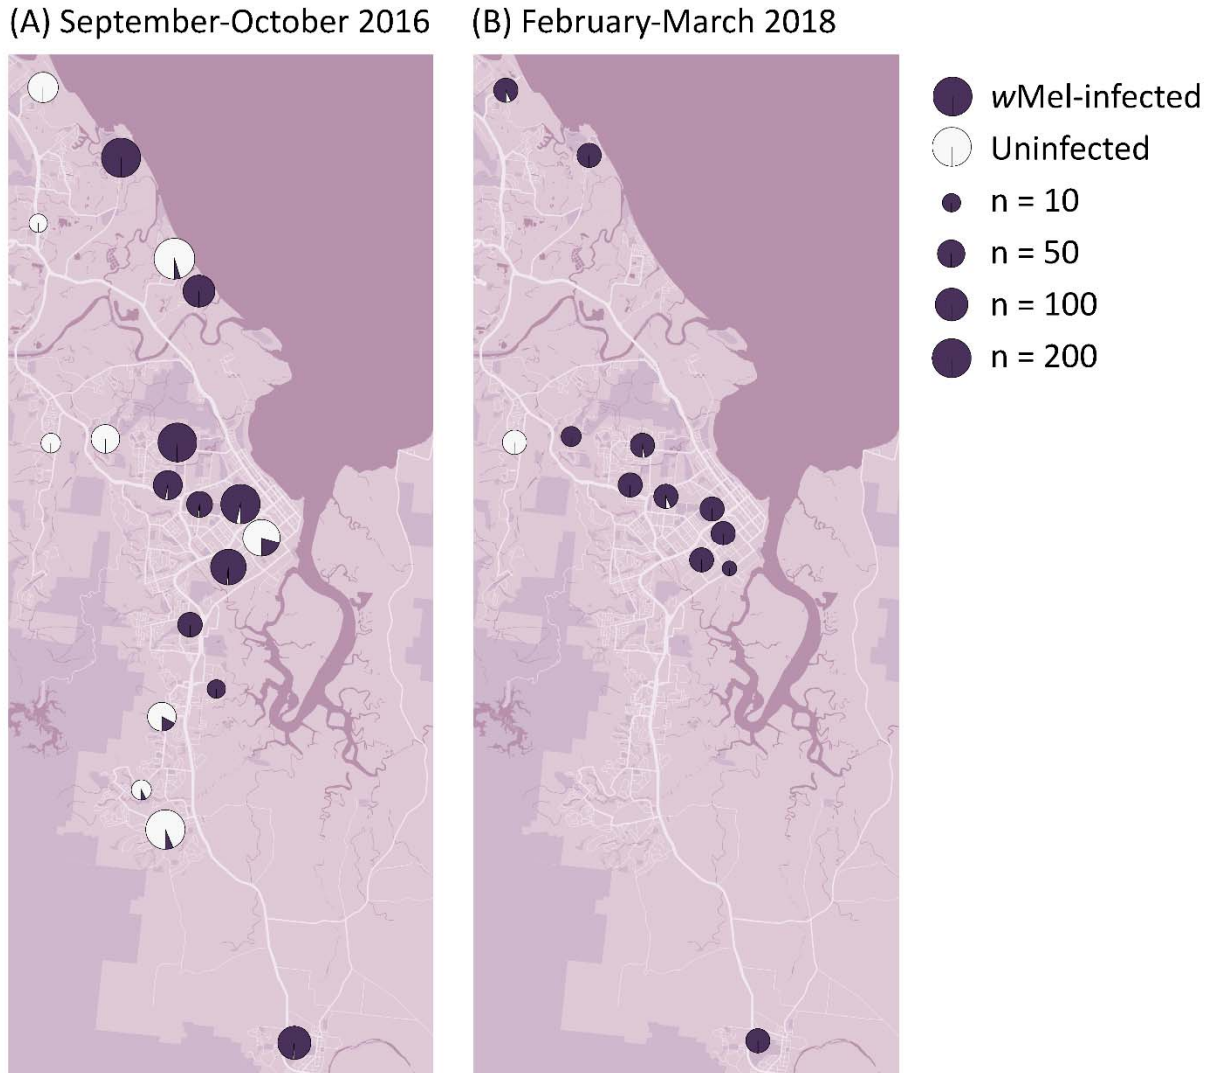 (A) September-October 2016
(B) February-March 2018
wMel-infected
Uninfected
n = 10
n = 50
n = 100
n = 200